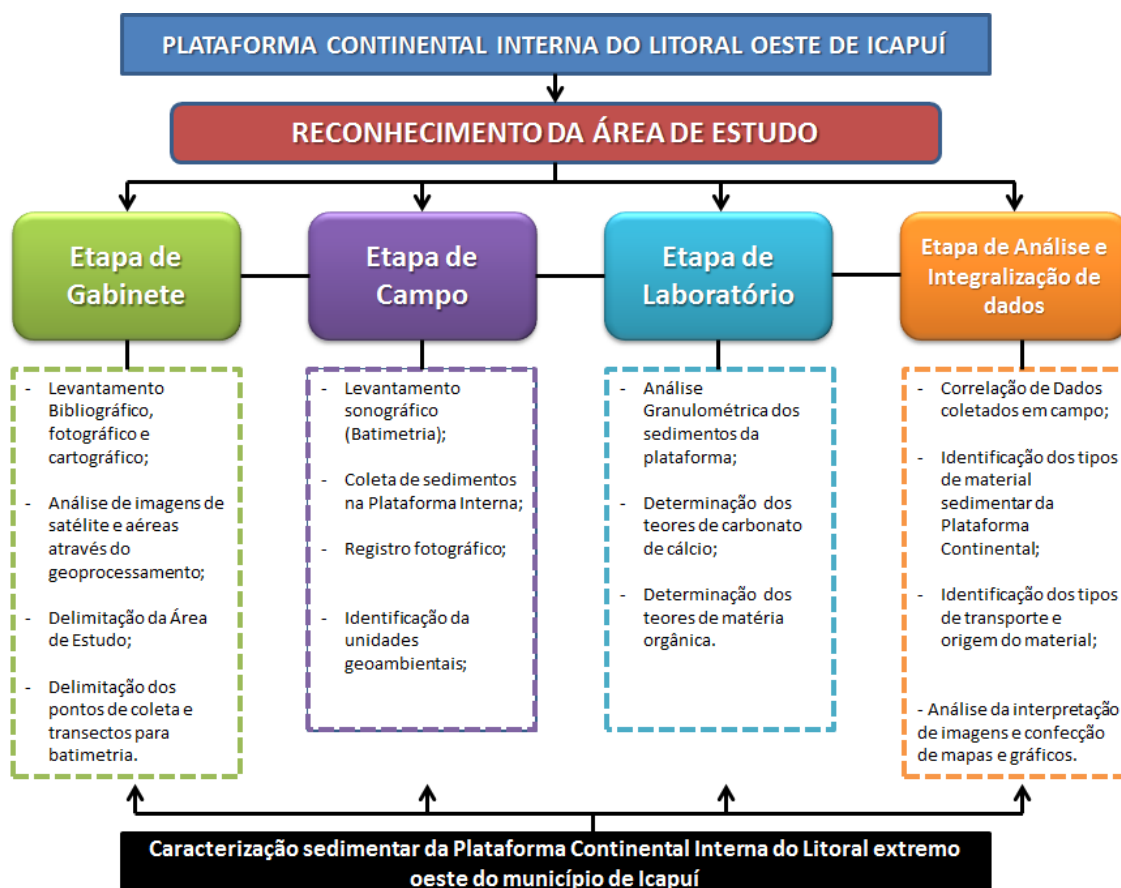 PLATAFORMA CONTINENTAL INTERNA DO LITORAL OESTE DE ICAPUÍ
RECONHECIMENTO DA ÁREA DE ESTUDO
Etapa de
Gabinete
Etapa de
Campo
Etapa de
Laboratório
Etapa de Análise e
Integralização de
dados
- Levantamento
Bibliográfico,
fotográfico e
cartográfico;
- Análise de imagens de
satélite e aéreas
através do
geoprocessamento;
- Delimitação da Área
de Estudo;
- Delimitação dos
pontos de coleta e
transectos para
batimetria.
- Levantamento
sonográfico
(Batimetria);
- Coleta de sedimentos
na Plataforma Interna;
- Registro fotográfico;
- Identificação da
unidades
geoambientais;
- Análise
Granulométrica dos
sedimentos da
plataforma;
- Determinação dos
teores de carbonato
de cálcio;
- Determinação dos
teores de matéria
orgânica.
- Correlação de Dados
coletados em campo;
- Identificação dos tipos
de material
sedimentar da
Plataforma
Continental;
- Identificação dos tipos
de transporte e
origem do material;
- Análise da interpretação
de imagens e confecção
de mapas e gráficos.
Caracterização sedimentar da Plataforma Continental Interna do Litoral extremo
oeste do município de Icapuí